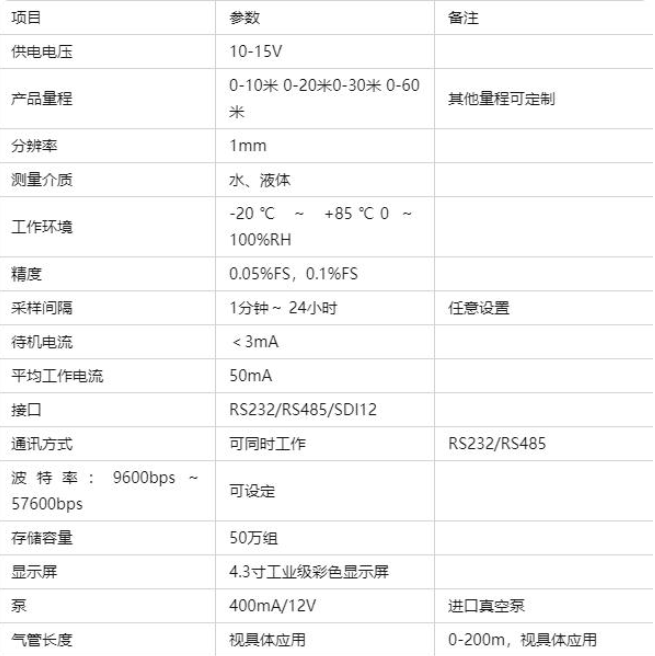 项目 参数 备注
供电电压 10-15V
产品量程 0-10米 0-20米0-30米 0-60
米 其他量程可定制
分辨率 1mm
测量介质 水、液体
工作环境 -20℃ ~ +85℃0 ~
100%RH
精度 0.05%FS，0.1%FS
采样间隔 1分钟~ 24小时 任意设置
待机电流 ＜3mA
平均工作电流 50mA
接口 RS232/RS485/SDI12
通讯方式 可同时工作 RS232/RS485
波特率：9600bps ~
57600bps 可设定
存储容量 50万组
显示屏 4.3寸工业级彩色显示屏
泵 400mA/12V 进口真空泵
气管长度 视具体应用 0-200m，视具体应用